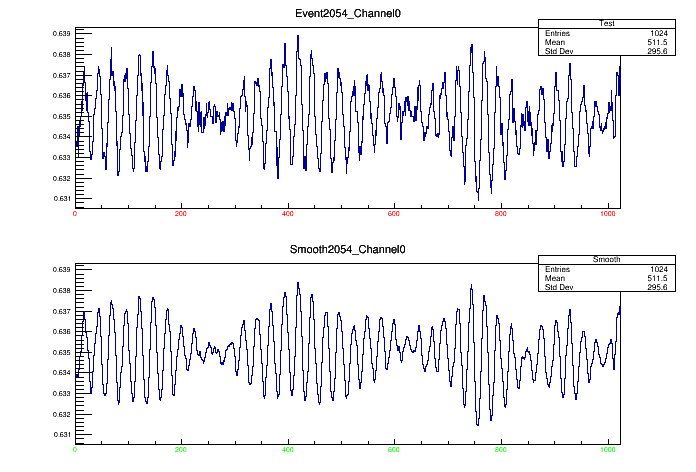 Event2054_Channel0
Test
Entries 1024
Mean 511.5
Std Dev 295.6
0.639
0.638
0.637
0.636
0.635
0.634
0.633
0.632
0.631
0 200 400 600 800 1000
Smooth2054_Channel0
Smooth
Entries 1024
Mean 511.5
Std Dev 295.6
0.639
0.638
0.637
0.636
0.635
0.634
0.633
0.632
0.631
0 200 400 600 800 1000